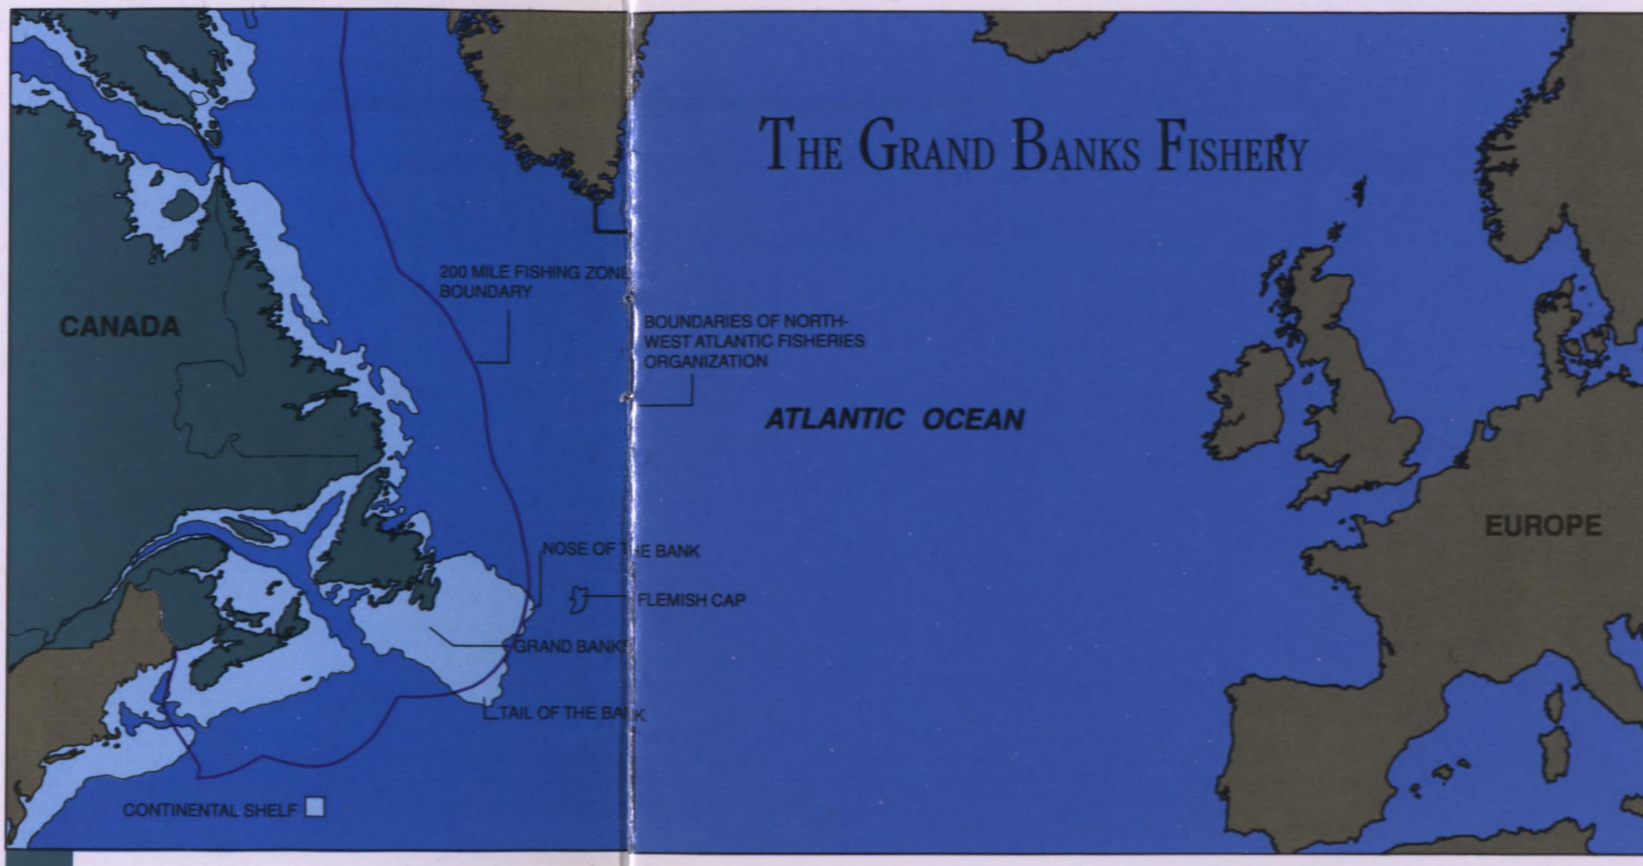 THE GRAND BANKS FISHERY
200 MILE FISHING ZONE
BOUNDARY
CANADA
BOUNDARIES OF NORTH-
WEST ATLANTIC FISHERIES
ORGANIZATION
ATLANTIC OCEAN
EUROPE
NOSE OF THE BANK
FLEMISH CAP
GRAND BANKS
TAIL OF THE BANK
CONTINENTAL SHELF